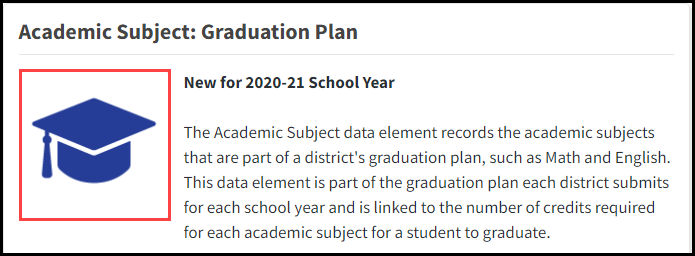 Academic Subject: Graduation Plan
New for 2020-21 School Year
The Academic Subject data element records the academic subjects
that are part of a district's graduation plan, such as Math and English.
This data element is part of the graduation plan each district submits
for each school year and is linked to the number of credits required
for each academic subject for a student to graduate.